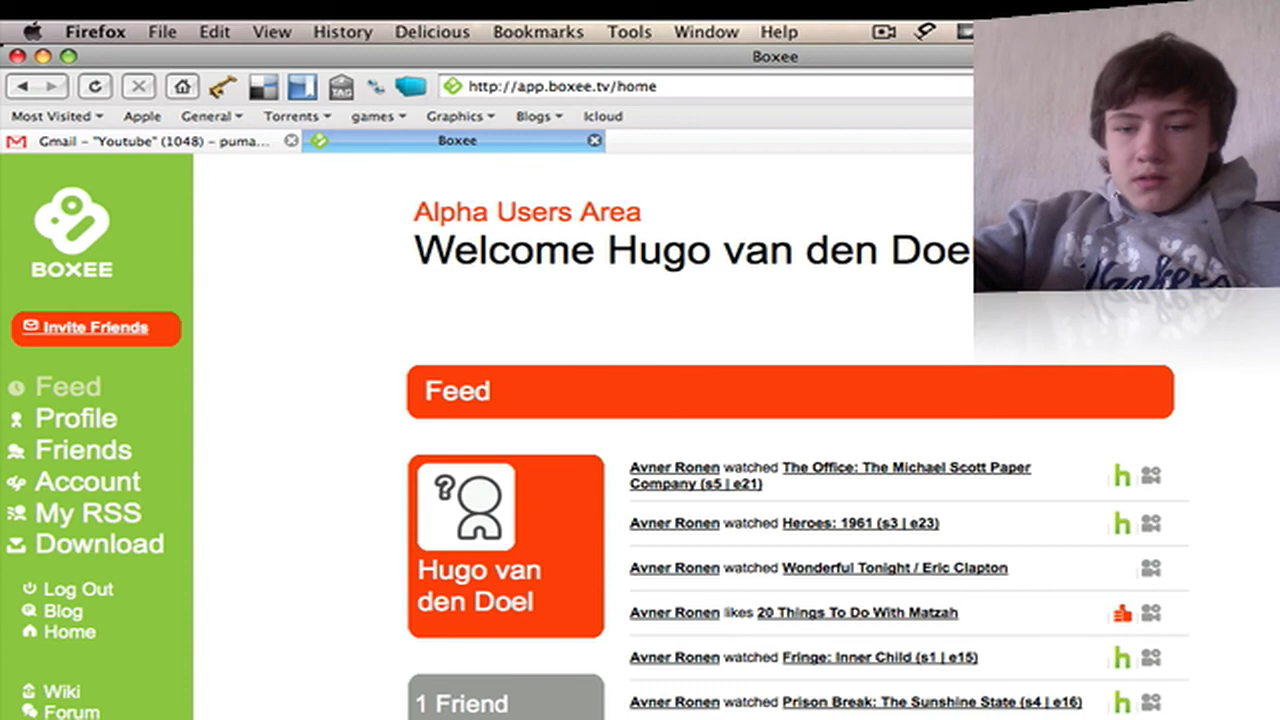 Firefox File Edit View History Delicious Bookmarks Tools Window Help
Boxee
TAG
http://app.boxee.tv/home
Most Visited Apple General Torrents games Graphics Blogs Icloud
Gmail - "Youtube" (1048) - puma... Boxee
BOXEE
Invite Friends
Feed
Profile
Friends
Account
My RSS
Download
Log Out
Blog
Home
Wiki
Forum
Alpha Users Area
Welcome Hugo van den Doe
Feed
?
Hugo van
den Doel
1 Friend
Avner Ronen watched The Office: The Michael Scott Paper
Company (s5 | e21)
h
Avner Ronen watched Heroes: 1961 (s3 | e23)
h
Avner Ronen watched Wonderful Tonight / Eric Clapton
Avner Ronen likes 20 Things To Do With Matzah
Avner Ronen watched Fringe: Inner Child (s1 | e15)
h
Avner Ronen watched Prison Break: The Sunshine State (s4 | e16)
h
Yankees